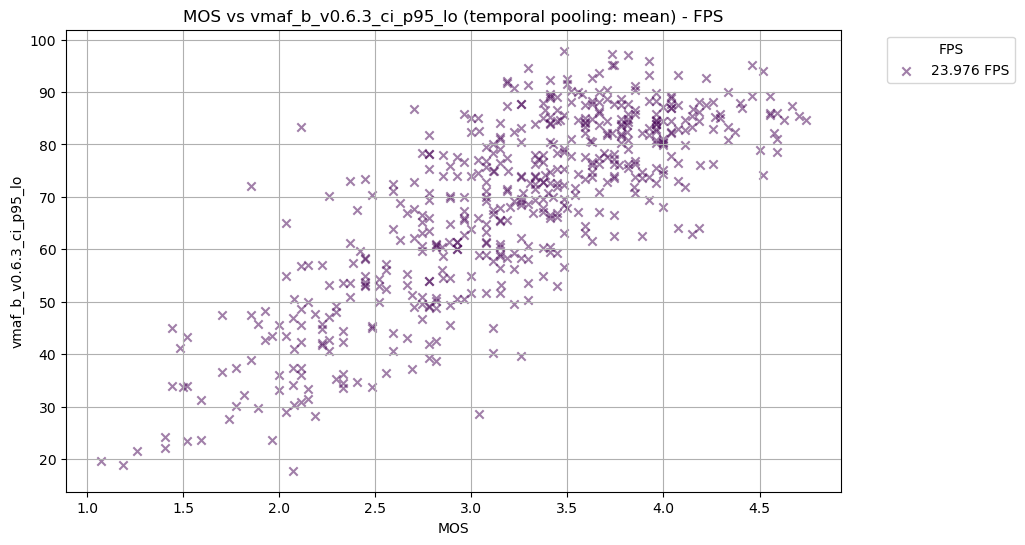 MOS vs vmaf_b_v0.6.3_ci_p95_lo (temporal pooling: mean) - FPS
FPS
23.976 FPS
vmaf_b_v0.6.3_ci_p95_lo
100
90
80
70
60
50
40
30
20
1.0 1.5 2.0 2.5 3.0 3.5 4.0 4.5
MOS